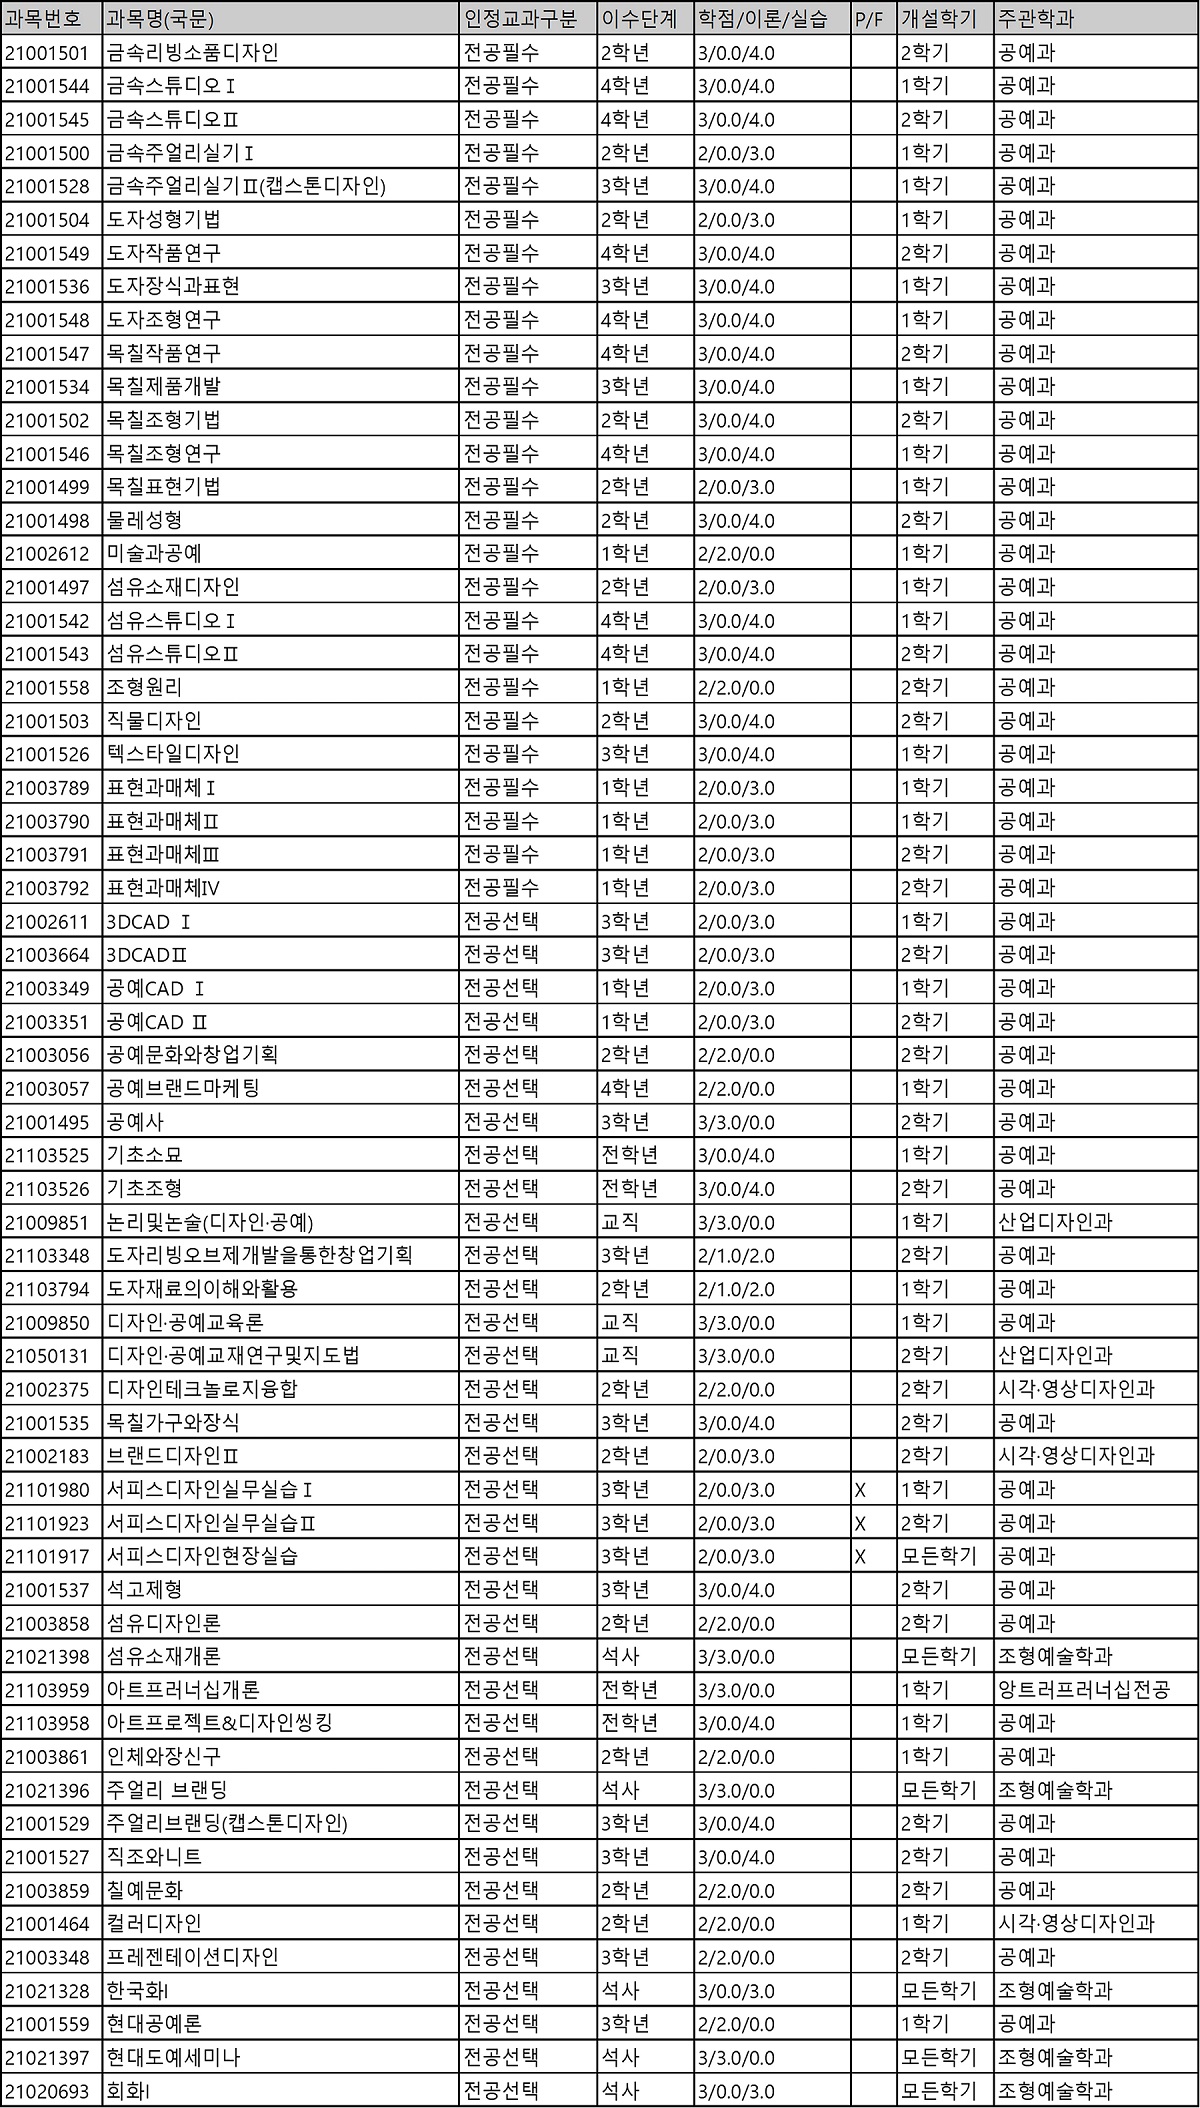 과목번호 과목명(국문) 인정교과구분 이수단계 학점/이론/실습 P/F 개설학기 주관학과
21001501 금속리빙소품디자인 전공필수 2학년 3/0.0/4.0 2학기 공예과
21001544 금속스튜디오Ⅰ 전공필수 4학년 3/0.0/4.0 1학기 공예과
21001545 금속스튜디오Ⅱ 전공필수 4학년 3/0.0/4.0 2학기 공예과
21001500 금속주얼리실기Ⅰ 전공필수 2학년 2/0.0/3.0 1학기 공예과
21001528 금속주얼리실기Ⅱ(캡스톤디자인) 전공필수 3학년 3/0.0/4.0 1학기 공예과
21001504 도자성형기법 전공필수 2학년 2/0.0/3.0 1학기 공예과
21001549 도자작품연구 전공필수 4학년 3/0.0/4.0 2학기 공예과
21001536 도자장식과표현 전공필수 3학년 3/0.0/4.0 1학기 공예과
21001548 도자조형연구 전공필수 4학년 3/0.0/4.0 1학기 공예과
21001547 목칠작품연구 전공필수 4학년 3/0.0/4.0 2학기 공예과
21001534 목칠제품개발 전공필수 3학년 3/0.0/4.0 1학기 공예과
21001502 목칠조형기법 전공필수 2학년 3/0.0/4.0 2학기 공예과
21001546 목칠조형연구 전공필수 4학년 3/0.0/4.0 1학기 공예과
21001499 목칠표현기법 전공필수 2학년 2/0.0/3.0 1학기 공예과
21001498 물레성형 전공필수 2학년 3/0.0/4.0 2학기 공예과
21002612 미술과공예 전공필수 1학년 2/2.0/0.0 1학기 공예과
21001497 섬유소재디자인 전공필수 2학년 2/0.0/3.0 1학기 공예과
21001542 섬유스튜디오Ⅰ 전공필수 4학년 3/0.0/4.0 1학기 공예과
21001543 섬유스튜디오Ⅱ 전공필수 4학년 3/0.0/4.0 2학기 공예과
21001558 조형원리 전공필수 1학년 2/2.0/0.0 2학기 공예과
21001503 직물디자인 전공필수 2학년 3/0.0/4.0 2학기 공예과
21001526 텍스타일디자인 전공필수 3학년 3/0.0/4.0 1학기 공예과
21003789 표현과매체Ⅰ 전공필수 1학년 2/0.0/3.0 1학기 공예과
21003790 표현과매체Ⅱ 전공필수 1학년 2/0.0/3.0 1학기 공예과
21003791 표현과매체Ⅲ 전공필수 1학년 2/0.0/3.0 2학기 공예과
21003792 표현과매체IV 전공필수 1학년 2/0.0/3.0 2학기 공예과
21002611 3DCAD Ⅰ 전공선택 3학년 2/0.0/3.0 1학기 공예과
21003664 3DCADⅡ 전공선택 3학년 2/0.0/3.0 2학기 공예과
21003349 공예CAD Ⅰ 전공선택 1학년 2/0.0/3.0 1학기 공예과
21003351 공예CAD Ⅱ 전공선택 1학년 2/0.0/3.0 2학기 공예과
21003056 공예문화와창업기획 전공선택 2학년 2/2.0/0.0 2학기 공예과
21003057 공예브랜드마케팅 전공선택 4학년 2/2.0/0.0 1학기 공예과
21001495 공예사 전공선택 3학년 3/3.0/0.0 2학기 공예과
21103525 기초소묘 전공선택 전학년 3/0.0/4.0 1학기 공예과
21103526 기초조형 전공선택 전학년 3/0.0/4.0 2학기 공예과
21009851 논리및논술(디자인·공예) 전공선택 교직 3/3.0/0.0 1학기 산업디자인과
21103348 도자리빙오브제개발을통한창업기획 전공선택 3학년 2/1.0/2.0 2학기 공예과
21103794 도자재료의이해와활용 전공선택 2학년 2/1.0/2.0 1학기 공예과
21009850 디자인·공예교육론 전공선택 교직 3/3.0/0.0 1학기 공예과
21050131 디자인·공예교재연구및지도법 전공선택 교직 3/3.0/0.0 2학기 산업디자인과
21002375 디자인테크놀로지융합 전공선택 2학년 2/2.0/0.0 2학기 시각·영상디자인과
21001535 목칠가구와장식 전공선택 3학년 3/0.0/4.0 2학기 공예과
21002183 브랜드디자인Ⅱ 전공선택 2학년 2/0.0/3.0 2학기 시각·영상디자인과
21101980 서피스디자인실무실습Ⅰ 전공선택 3학년 2/0.0/3.0 X 1학기 공예과
21101923 서피스디자인실무실습Ⅱ 전공선택 3학년 2/0.0/3.0 X 2학기 공예과
21101917 서피스디자인현장실습 전공선택 3학년 2/0.0/3.0 X 모든학기 공예과
21001537 석고제형 전공선택 3학년 3/0.0/4.0 2학기 공예과
21003858 섬유디자인론 전공선택 2학년 2/2.0/0.0 2학기 공예과
21021398 섬유소재개론 전공선택 석사 3/3.0/0.0 모든학기 조형예술학과
21103959 아트프러너십개론 전공선택 전학년 3/3.0/0.0 1학기 앙트러프러너십전공
21103958 아트프로젝트&디자인씽킹 전공선택 전학년 3/0.0/4.0 1학기 공예과
21003861 인체와장신구 전공선택 2학년 2/2.0/0.0 1학기 공예과
21021396 주얼리 브랜딩 전공선택 석사 3/3.0/0.0 모든학기 조형예술학과
21001529 주얼리브랜딩(캡스톤디자인) 전공선택 3학년 3/0.0/4.0 2학기 공예과
21001527 직조와니트 전공선택 3학년 3/0.0/4.0 2학기 공예과
21003859 칠예문화 전공선택 2학년 2/2.0/0.0 2학기 공예과
21001464 컬러디자인 전공선택 2학년 2/2.0/0.0 1학기 시각·영상디자인과
21003348 프레젠테이션디자인 전공선택 3학년 2/2.0/0.0 2학기 공예과
21021328 한국화I 전공선택 석사 3/0.0/3.0 모든학기 조형예술학과
21001559 현대공예론 전공선택 3학년 2/2.0/0.0 1학기 공예과
21021397 현대도예세미나 전공선택 석사 3/3.0/0.0 모든학기 조형예술학과
21020693 회화I 전공선택 석사 3/0.0/3.0 모든학기 조형예술학과